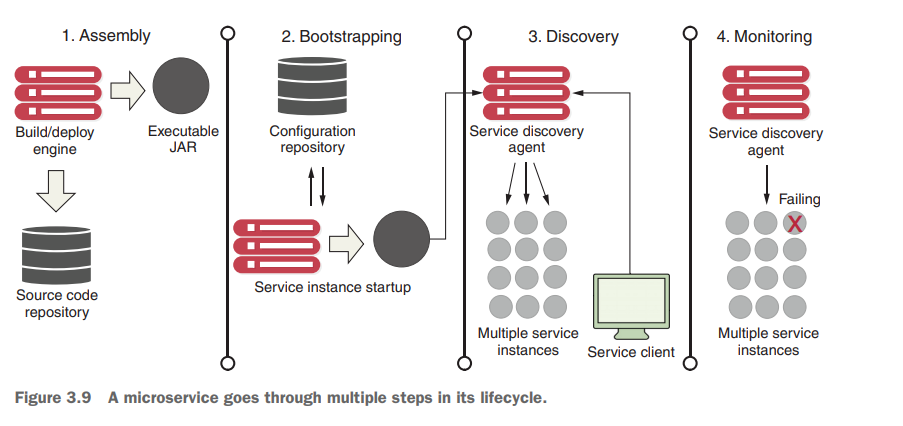 1. Assembly
Build/deploy
engine
Executable
JAR
Source code
repository
2. Bootstrapping
Configuration
repository
Service instance startup
3. Discovery
Service discovery
agent
Multiple service
instances
Service client
4. Monitoring
Service discovery
agent
Failing
X
Multiple service
instances
Figure 3.9 A microservice goes through multiple steps in its lifecycle.